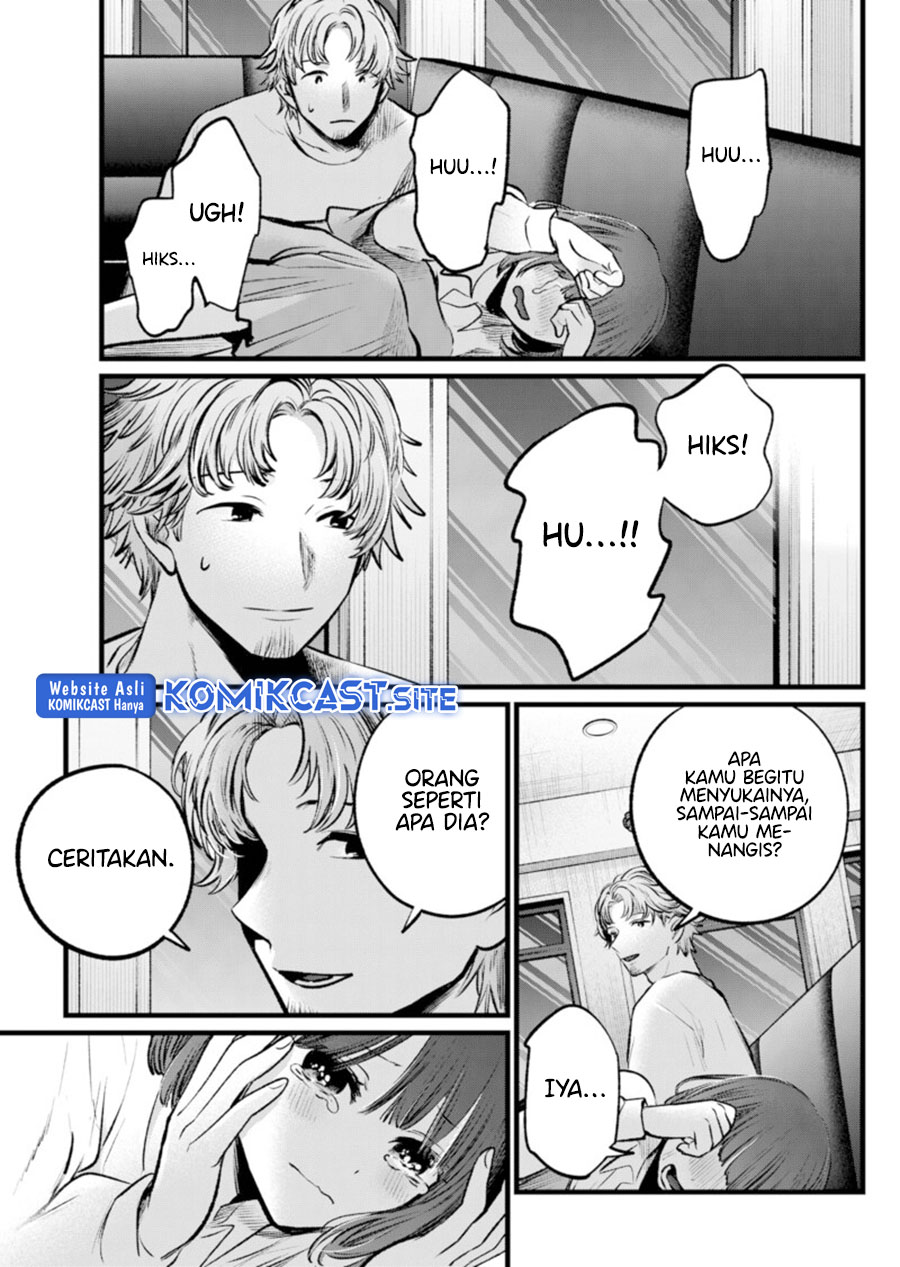 HUU...
HUU...!
UGH!
HIKS...
HIKS!
HU...!!
Website Asli
KOMIKCAST Hanya
KOMIKCAST.SITE
APA
KAMU BEGITU
MENYUKAINYA,
SAMPAI-SAMPAI
KAMU ME-
NANGIS?
IYA...
ORANG
SEPERTI
APA DIA?
CERITAKAN.